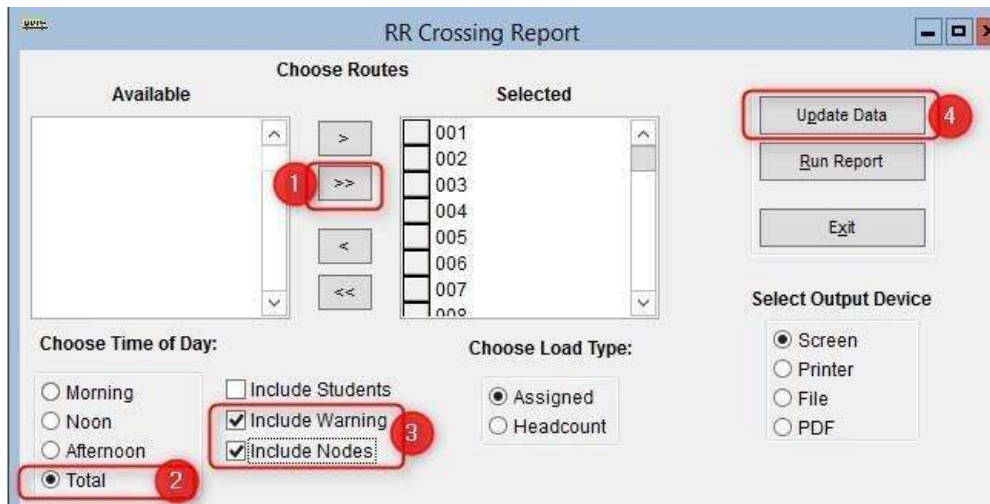 RR Crossing Report
Choose Routes
Available
Selected
>
1
>>
<
<<
001
002
003
004
005
006
007
008
Update Data
4
Run Report
Exit
Select Output Device
Screen
Printer
File
PDF
Choose Time of Day:
Morning
Noon
Afternoon
Total
2
Include Students
Include Warning
Include Nodes
3
Choose Load Type:
Assigned
Headcount